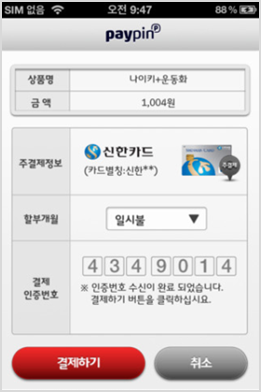 SIM 없음 오전 9:47 88%
paypin P
상품명 나이키+운동화
금 액 1,004원
주결제정보 신한카드 주결제
(카드별칭:신한**)
할부개월 일시불
결제
인증번호
4 3 4 9 0 1 4
※ 인증번호 수신이 완료 되었습니다.
결제하기 버튼을 클릭하십시요.
결제하기 취소